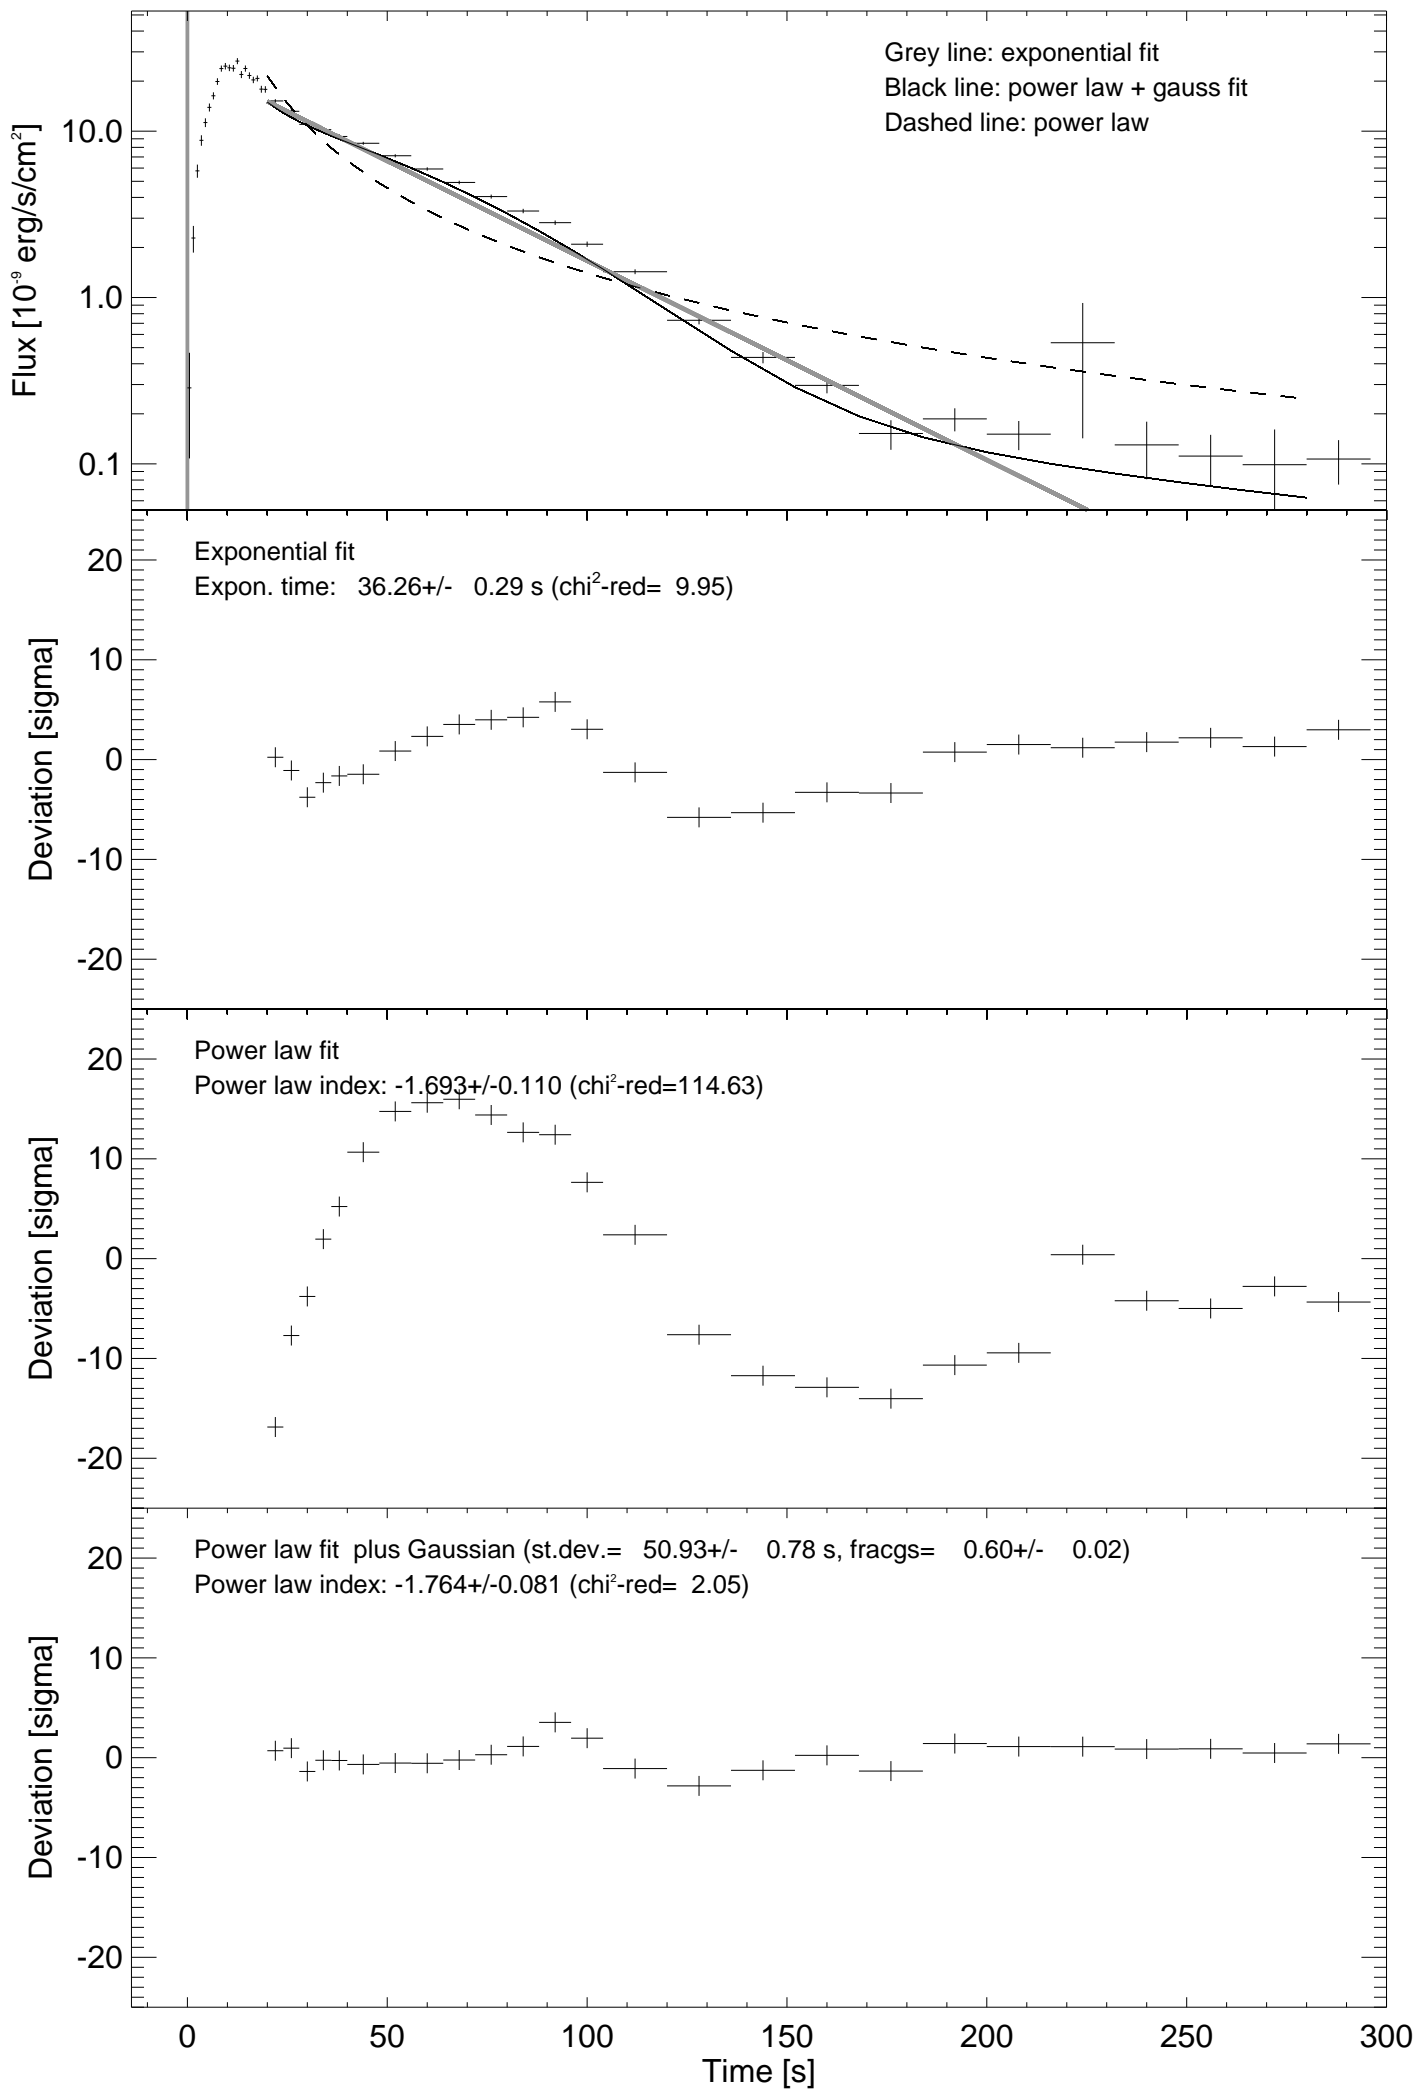 Grey line: exponential fit
Black line: power law + gauss fit
Dashed line: power law
Flux [10⁻⁹ erg/s/cm²]
10.0
1.0
0.1
Exponential fit
Expon. time: 36.26+/- 0.29 s (chi²-red= 9.95)
Deviation [sigma]
20
10
0
-10
-20
Power law fit
Power law index: -1.693+/-0.110 (chi²-red=114.63)
Deviation [sigma]
20
10
0
-10
-20
Power law fit plus Gaussian (st.dev.= 50.93+/- 0.78 s, fracgs= 0.60+/- 0.02)
Power law index: -1.764+/-0.081 (chi²-red= 2.05)
Deviation [sigma]
20
10
0
-10
-20
0 50 100 150 200 250 300
Time [s]